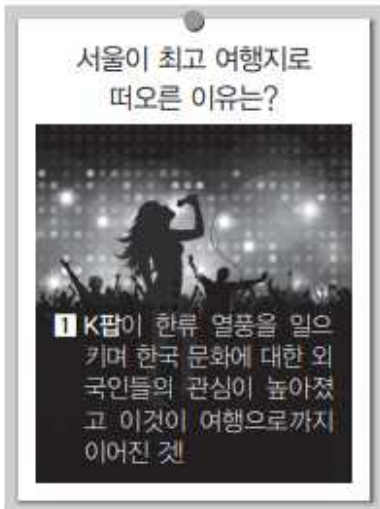 서울이 최고 여행지로
떠오른 이유는?
1 K팝이 한류 열풍을 일으
키며 한국 문화에 대한 외
국인들의 관심이 높아졌
고 이것이 여행으로까지
이어진 것!